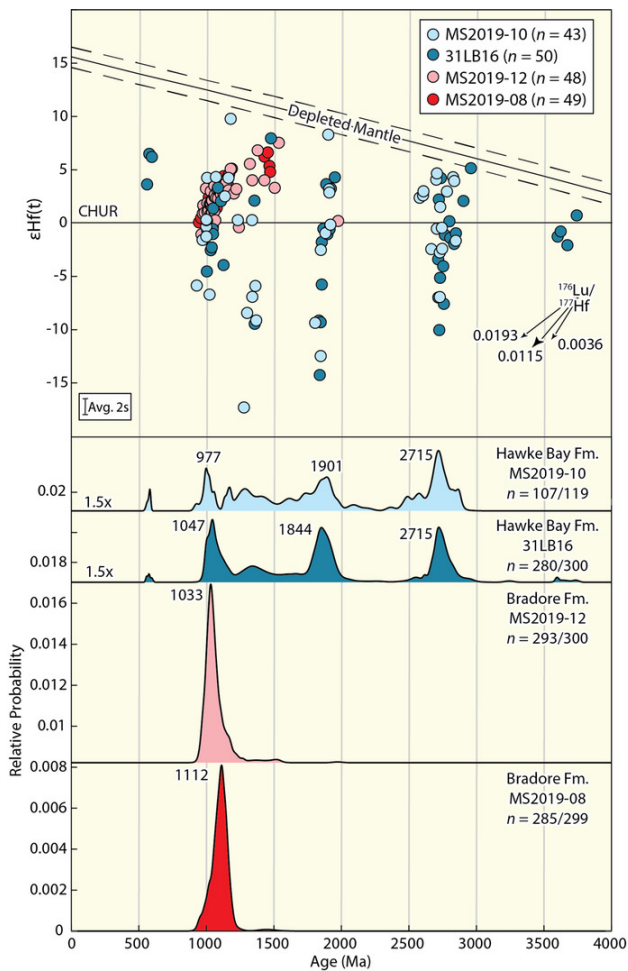 MS2019-10 (n = 43)
31LB16 (n = 50)
MS2019-12 (n = 48)
MS2019-08 (n = 49)
15
10
5
0
-5
-10
-15
εHf(t)
Depleted Mantle
CHUR
176Lu/
177Hf
0.0193
0.0115
0.0036
Avg. 2s
977
1901
2715
Hawke Bay Fm.
MS2019-10
n = 107/119
0.02
1.5x
1047
1844
2715
Hawke Bay Fm.
31LB16
n = 280/300
0.018
1.5x
1033
Bradore Fm.
MS2019-12
n = 293/300
0.016
0.014
0.01
Relative Probability
1112
Bradore Fm.
MS2019-08
n = 285/299
0.008
0.006
0.004
0.002
0
0 500 1000 1500 2000 2500 3000 3500 4000
Age (Ma)